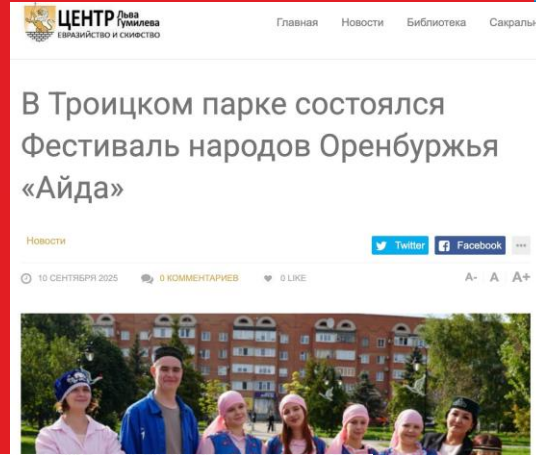 ЦЕНТР Льва Гумилева
ЕВРАЗИЙСТВО И СКИФСТВО
Главная Новости Библиотека Сакральн
В Троицком парке состоялся
Фестиваль народов Оренбуржья
«Айда»
Новости
Twitter Facebook ...
10 СЕНТЯБРЯ 2025 0 КОММЕНТАРИЕВ 0 LIKE A- A A+